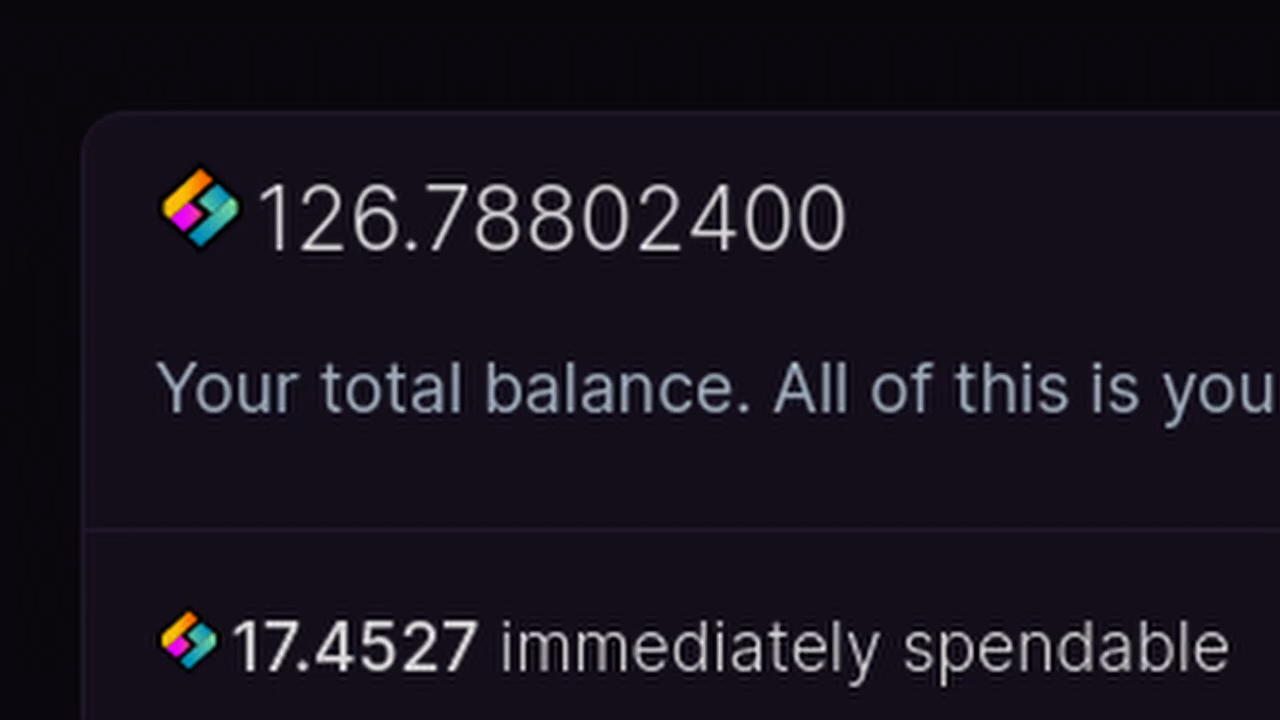 126.78802400
Your total balance. All of this is you
17.4527 immediately spendable